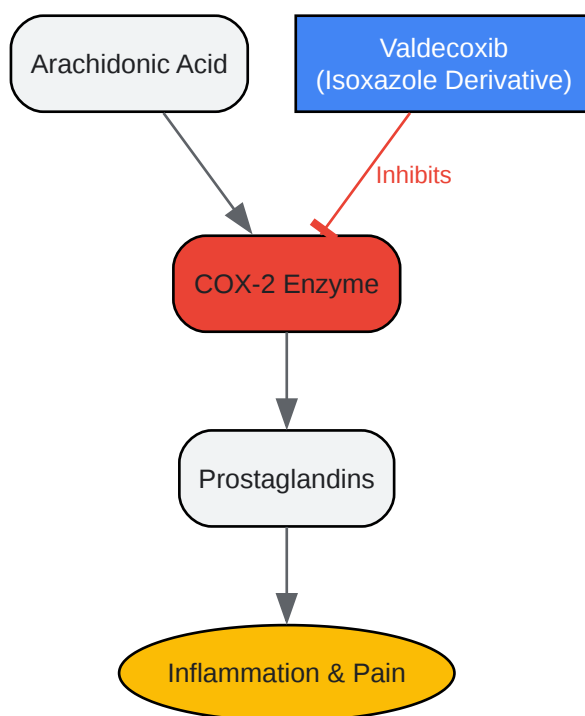 Arachidonic Acid
Valdecoxib
(Isoxazole Derivative)
Inhibits
COX-2 Enzyme
Prostaglandins
Inflammation & Pain